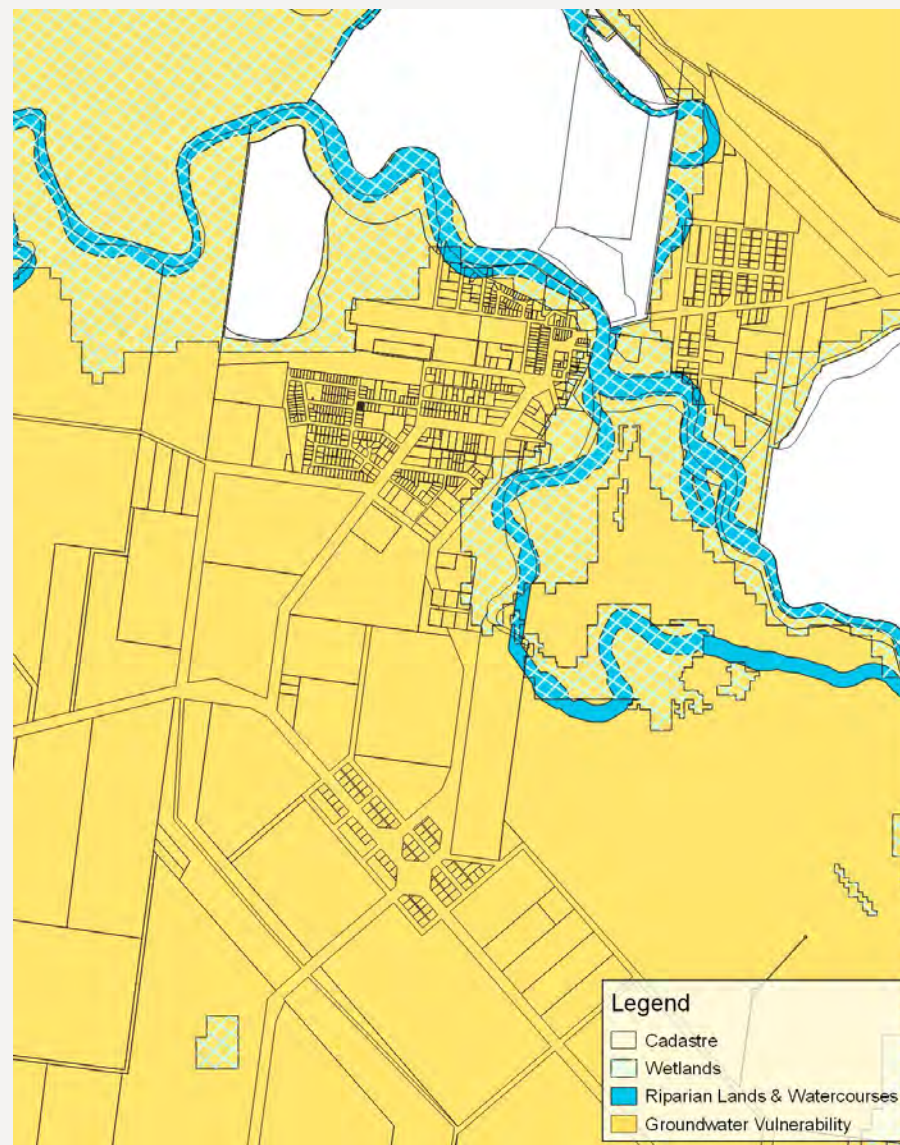 Legend
Cadastre
Wetlands
Riparian Lands & Watercourses
Groundwater Vulnerability